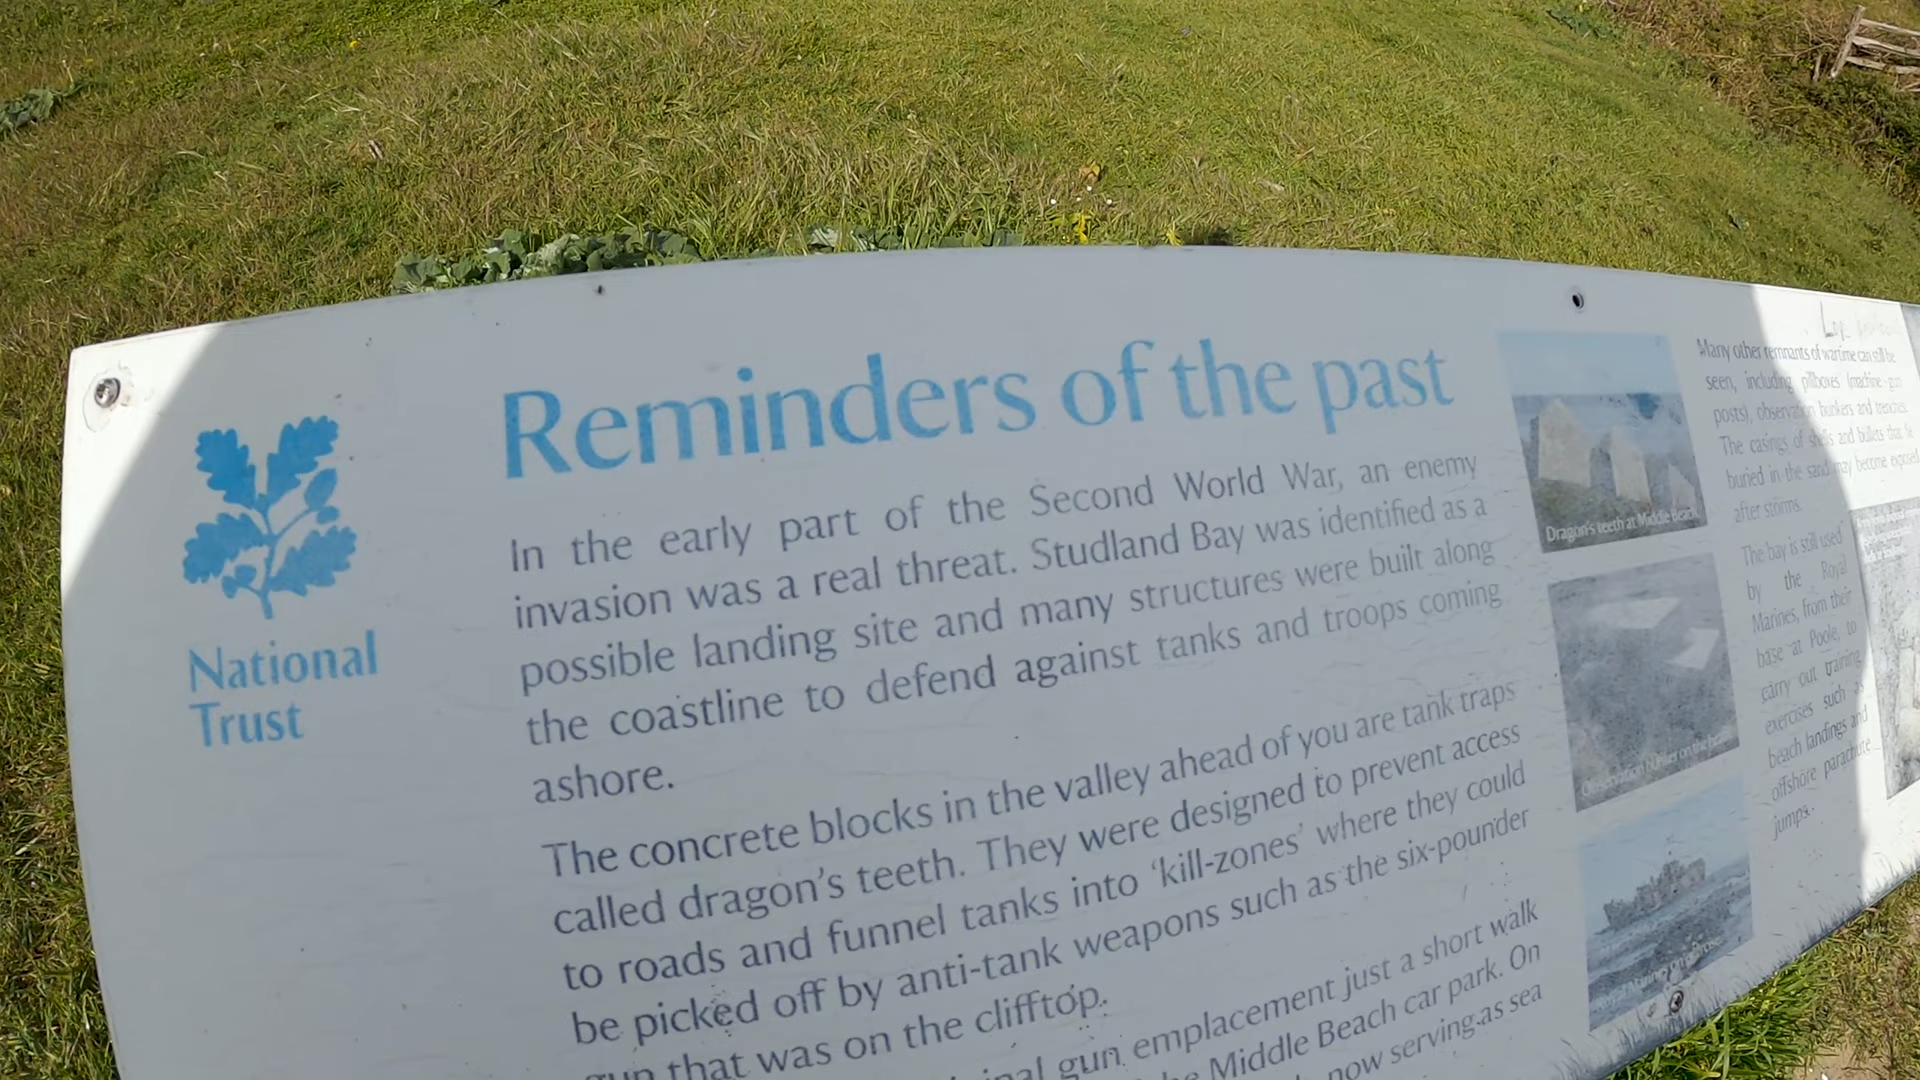 National
Trust
Reminders of the past
In the early part of the Second World War, an enemy
invasion was a real threat. Studland Bay was identified as a
possible landing site and many structures were built along
the coastline to defend against tanks and troops coming
ashore.
The concrete blocks in the valley ahead of you are tank traps
called dragon's teeth. They were designed to prevent access
to roads and funnel tanks into 'kill-zones' where they could
be picked off by anti-tank weapons such as the six-pounder
gun that was on the clifftop.
gun emplacement just a short walk
Middle Beach car park. On
now serving as sea
Dragon's teeth at Middle Beach
Many other remnants of wartime can still be
seen, including pillboxes (machine gun
posts), observation bunkers and trenches.
The casings of shells and bullets that lie
buried in the sand may become exposed
after storms.
The bay is still used
by the Royal
Marines, from their
base at Poole, to
carry out training
exercises such as
beach landings and
offshore parachute
jumps.